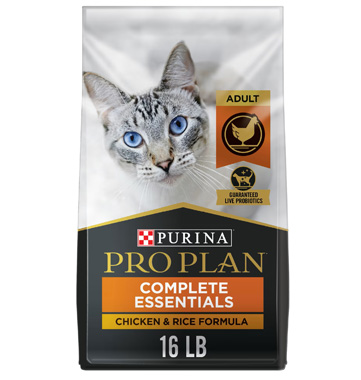 ADULT
GUARANTEED
LIVE PROBIOTICS
PURINA
PRO PLAN
COMPLETE
ESSENTIALS
CHICKEN & RICE FORMULA
16 LB